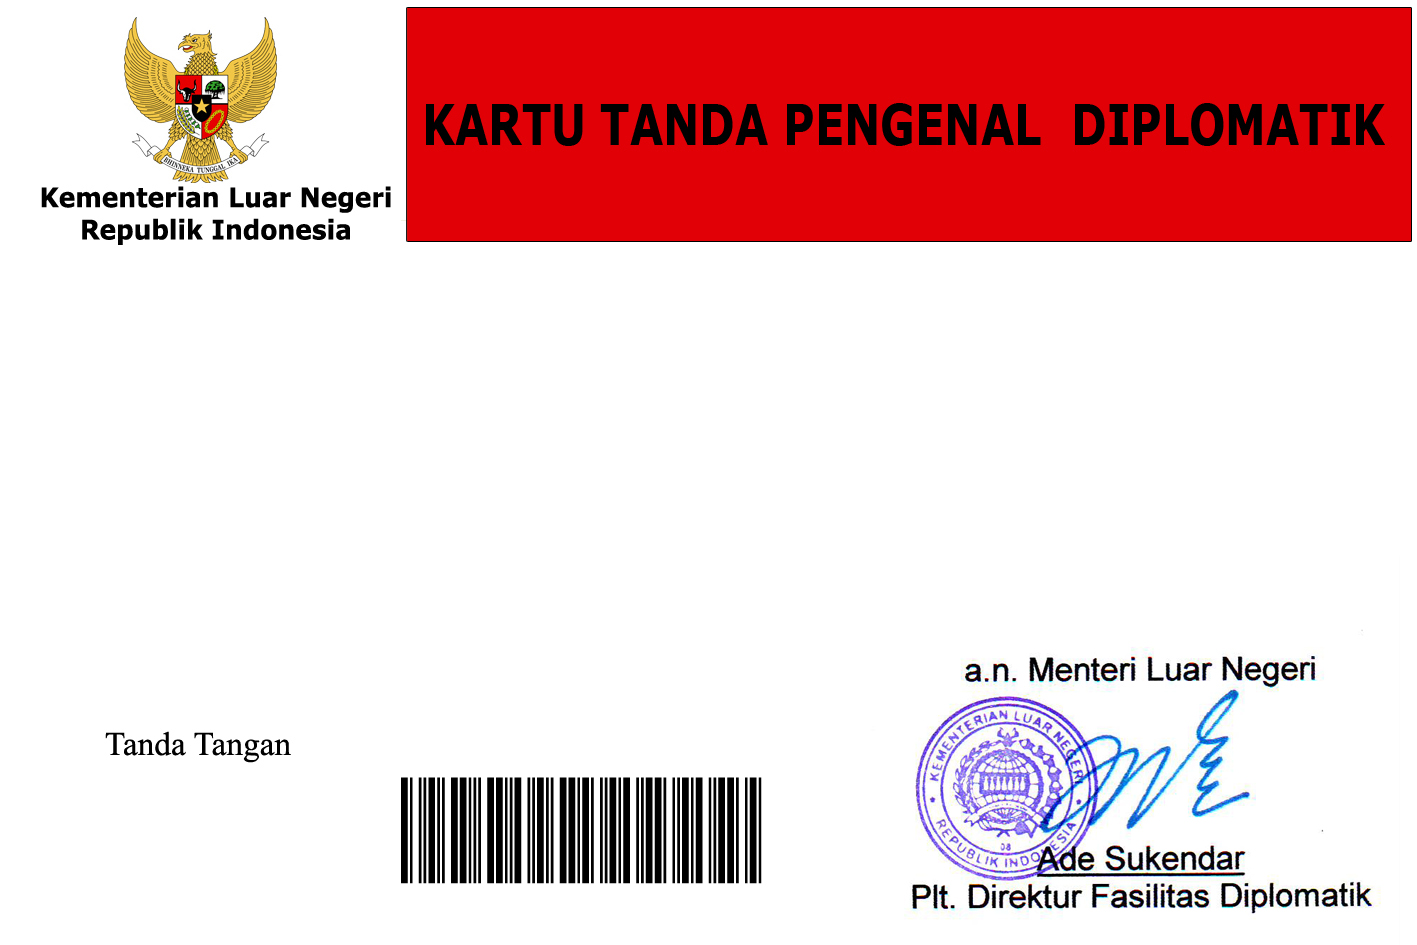 BHINNEKA TUNGGAL IKA
Kementerian Luar Negeri
Republik Indonesia
KARTU TANDA PENGENAL DIPLOMATIK
Tanda Tangan
a.n. Menteri Luar Negeri
KEMENTERIAN LUAR NEGERI
08
REPUBLIK INDONESIA
Ade Sukendar
Plt. Direktur Fasilitas Diplomatik